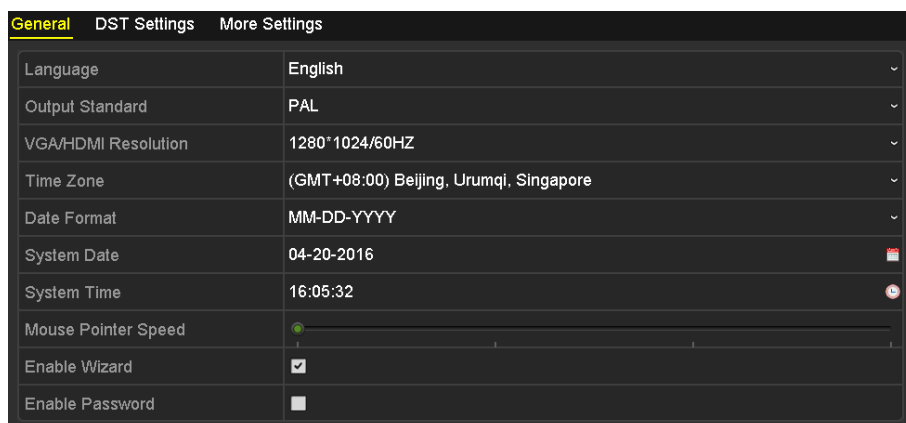 General DST Settings More Settings
Language English
Output Standard PAL
VGA/HDMI Resolution 1280*1024/60HZ
Time Zone (GMT+08:00) Beijing, Urumqi, Singapore
Date Format MM-DD-YYYY
System Date 04-20-2016
System Time 16:05:32
Mouse Pointer Speed
Enable Wizard
Enable Password